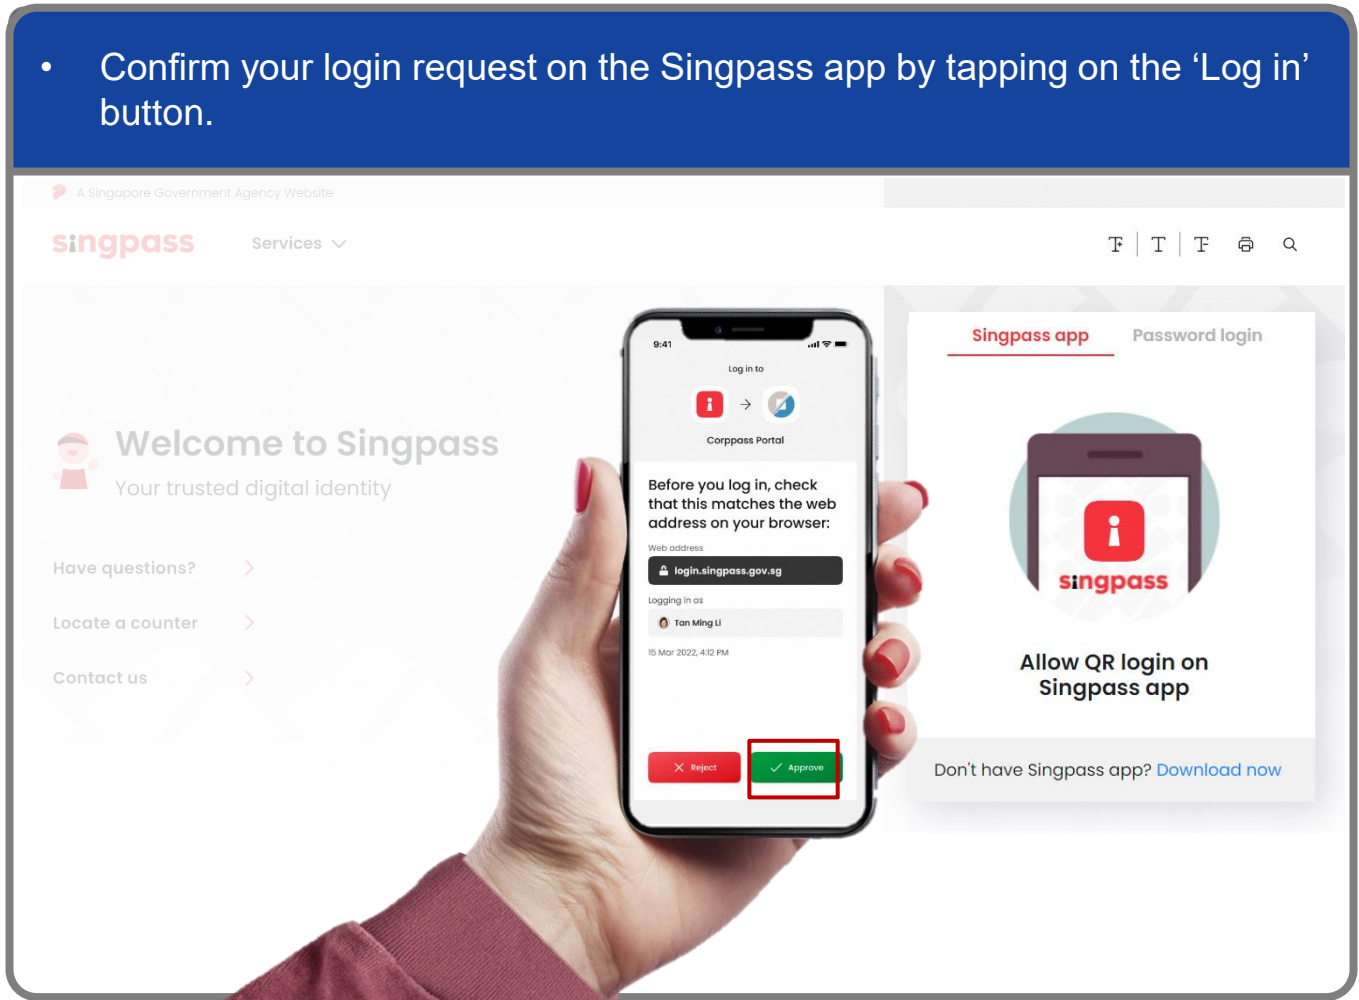 • Confirm your login request on the Singpass app by tapping on the ‘Log in’
button.
A Singapore Government Agency Website
singpass
Services
T+ T T-
Welcome to Singpass
Your trusted digital identity
Have questions?
Locate a counter
Contact us
9:41
Log in to
Corppass Portal
Before you log in, check
that this matches the web
address on your browser:
Web address
login.singpass.gov.sg
Logging in as
Tan Ming Li
15 Mar 2022, 4:12 PM
Reject
Approve
Singpass app
Password login
singpass
Allow QR login on
Singpass app
Don't have Singpass app? Download now